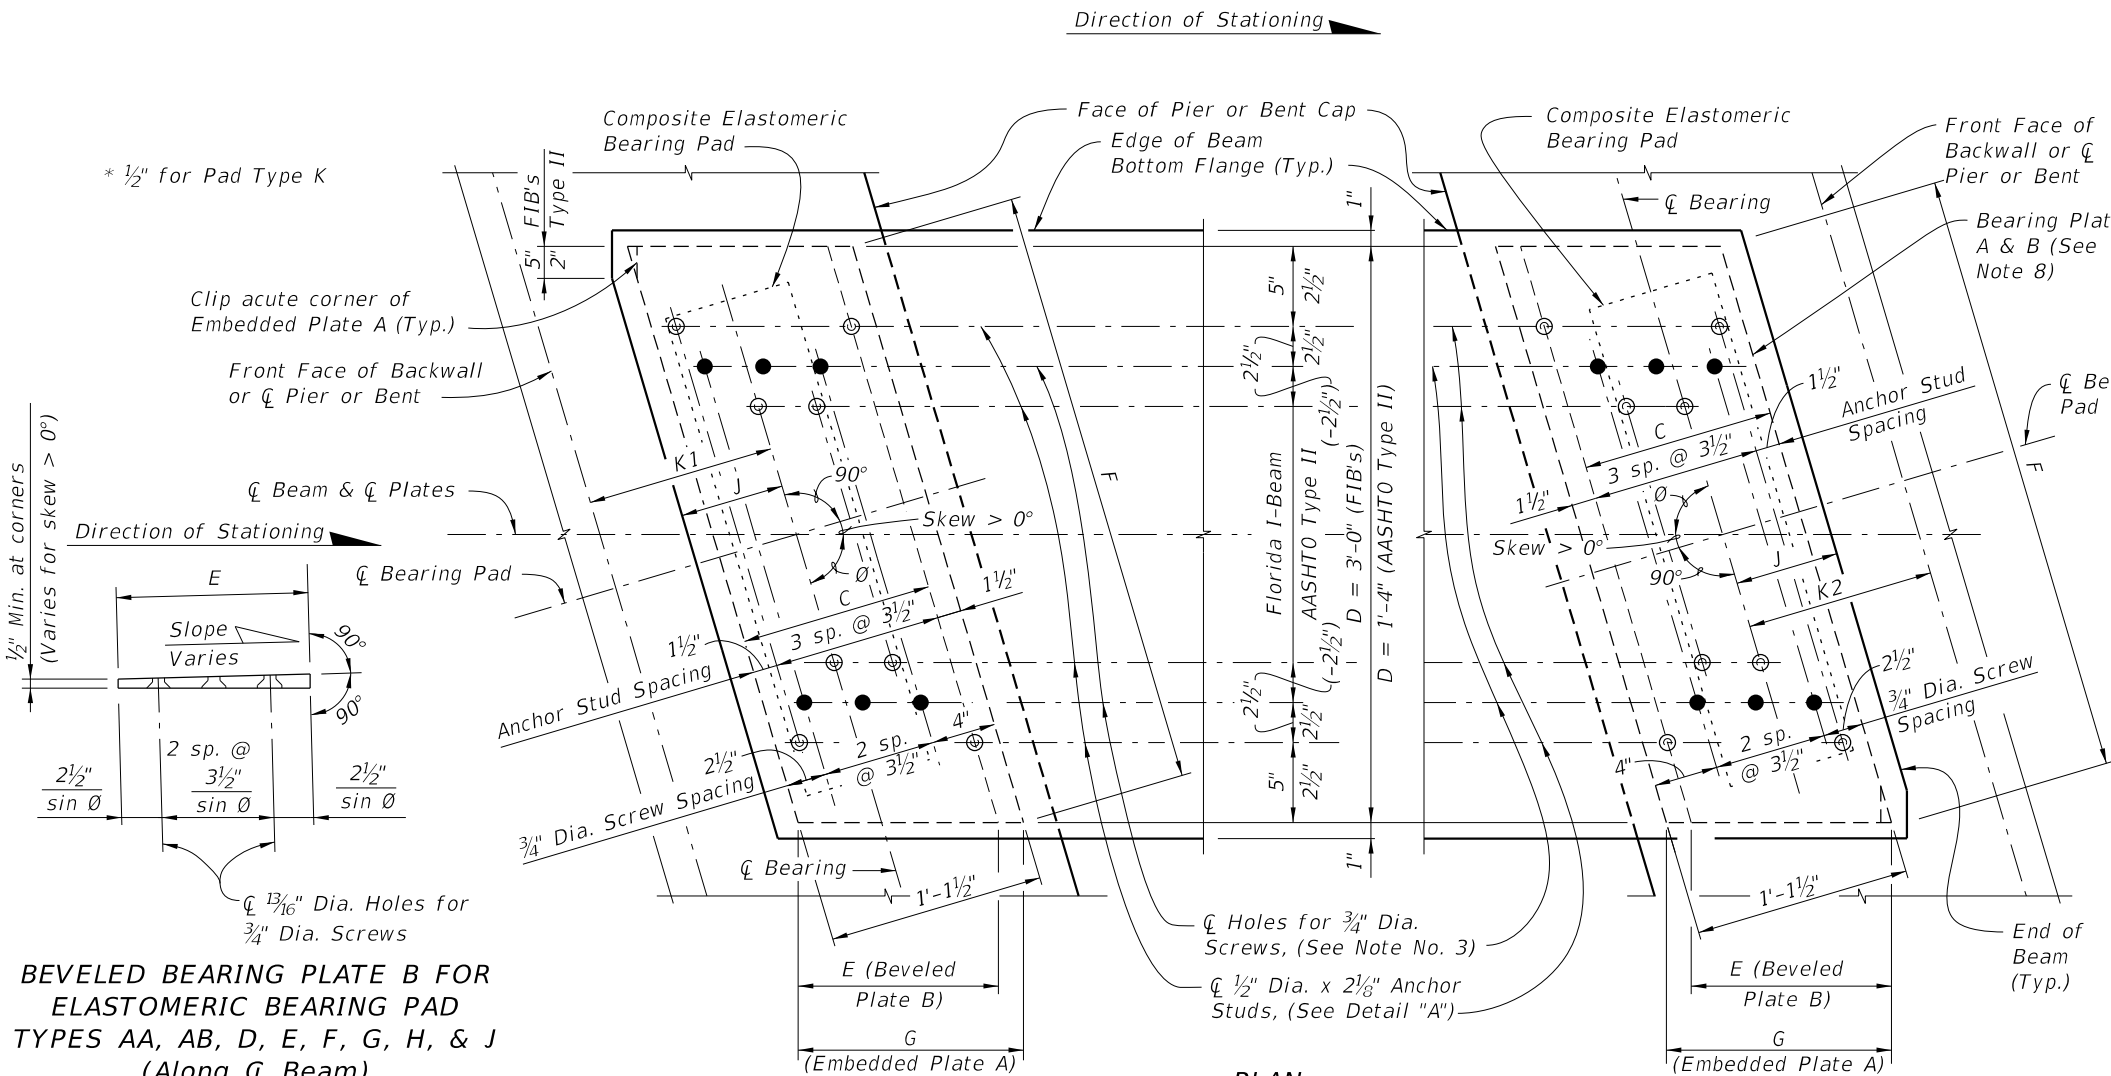 Direction of Stationing
* ½" for Pad Type K
FIB's
Type II
5"
2"
Composite Elastomeric
Bearing Pad
Face of Pier or Bent Cap
Edge of Beam
Bottom Flange (Typ.)
1"
Composite Elastomeric
Bearing Pad
Front Face of
Backwall or ℄
Pier or Bent
℄ Bearing
Bearing Plat
A & B (See
Note 8)
Clip acute corner of
Embedded Plate A (Typ.)
Front Face of Backwall
or ℄ Pier or Bent
℄ Beam & ℄ Plates
℄ Bearing Pad
K1
J
90°
Skew > 0°
Ø
C
3 sp. @ 3½"
1½"
1½"
Anchor Stud Spacing
2½"
2 sp.
@ 3½"
4"
¾" Dia. Screw Spacing
℄ Bearing
1'-1½"
F
E (Beveled
Plate B)
G
(Embedded Plate A)
5"
2½"
2½"
2½"
(-2½")
Florida I-Beam
AASHTO Type II
D = 3'-0" (FIB's)
D = 1'-4" (AASHTO Type II)
(-2½")
2½"
2½"
5"
2½"
1"
℄ Holes for ¾" Dia.
Screws, (See Note No. 3)
℄ ½" Dia. x 2⅛" Anchor
Studs, (See Detail "A")
1½"
Anchor Stud
Spacing
C
3 sp. @ 3½"
1½"
Ø
Skew > 0°
90°
J
K2
℄ Be
Pad
F
2½"
¾" Dia. Screw
Spacing
4"
2 sp.
@ 3½"
1'-1½"
End of
Beam
(Typ.)
E (Beveled
Plate B)
G
(Embedded Plate A)
½" Min. at corners
(Varies for skew > 0°)
Direction of Stationing
E
Slope
Varies
90°
90°
2 sp. @
2½"
sin Ø
3½"
sin Ø
2½"
sin Ø
℄ 13/16" Dia. Holes for
¾" Dia. Screws
BEVELED BEARING PLATE B FOR
ELASTOMERIC BEARING PAD
TYPES AA, AB, D, E, F, G, H, & J
(Along ℄ Beam)
PLAN